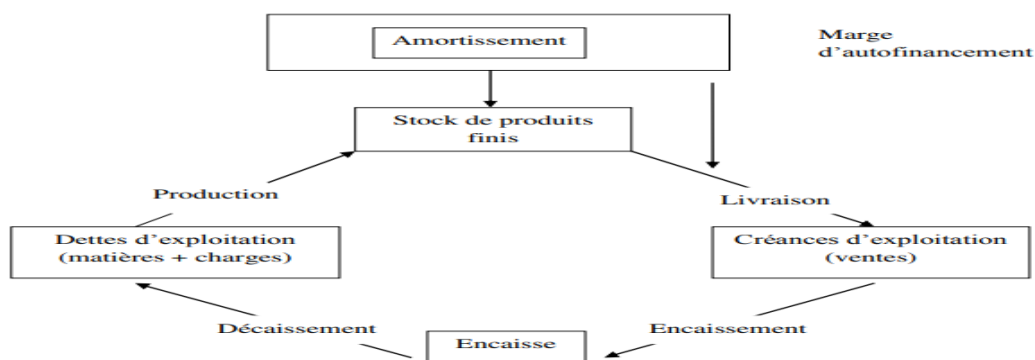 Amortissement
Marge
d'autofinancement
Stock de produits
finis
Production
Livraison
Dettes d'exploitation
(matières + charges)
Créances d'exploitation
(ventes)
Décaissement
Encaissement
Encaisse